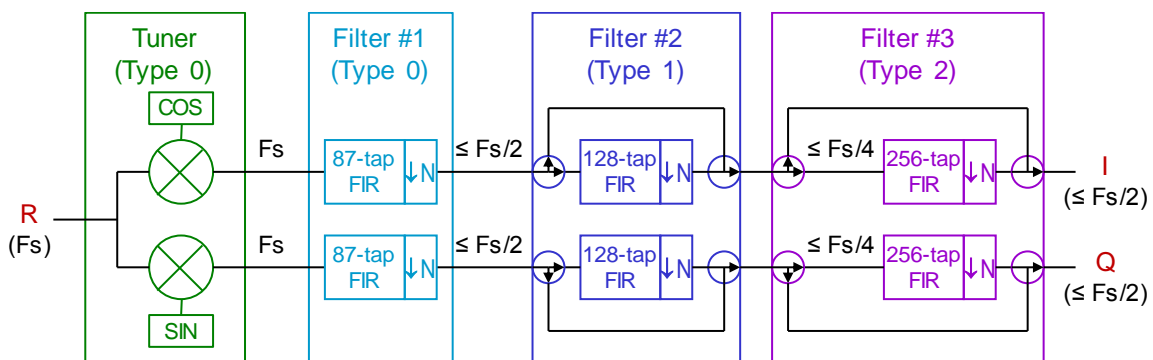 Tuner
(Type 0)
Filter #1
(Type 0)
Filter #2
(Type 1)
Filter #3
(Type 2)
COS
Fs
87-tap
FIR
↓N
≤ Fs/2
128-tap
FIR
↓N
≤ Fs/4
256-tap
FIR
↓N
I
(≤ Fs/2)
R
(Fs)
Fs
87-tap
FIR
↓N
≤ Fs/2
128-tap
FIR
↓N
≤ Fs/4
256-tap
FIR
↓N
Q
(≤ Fs/2)
SIN